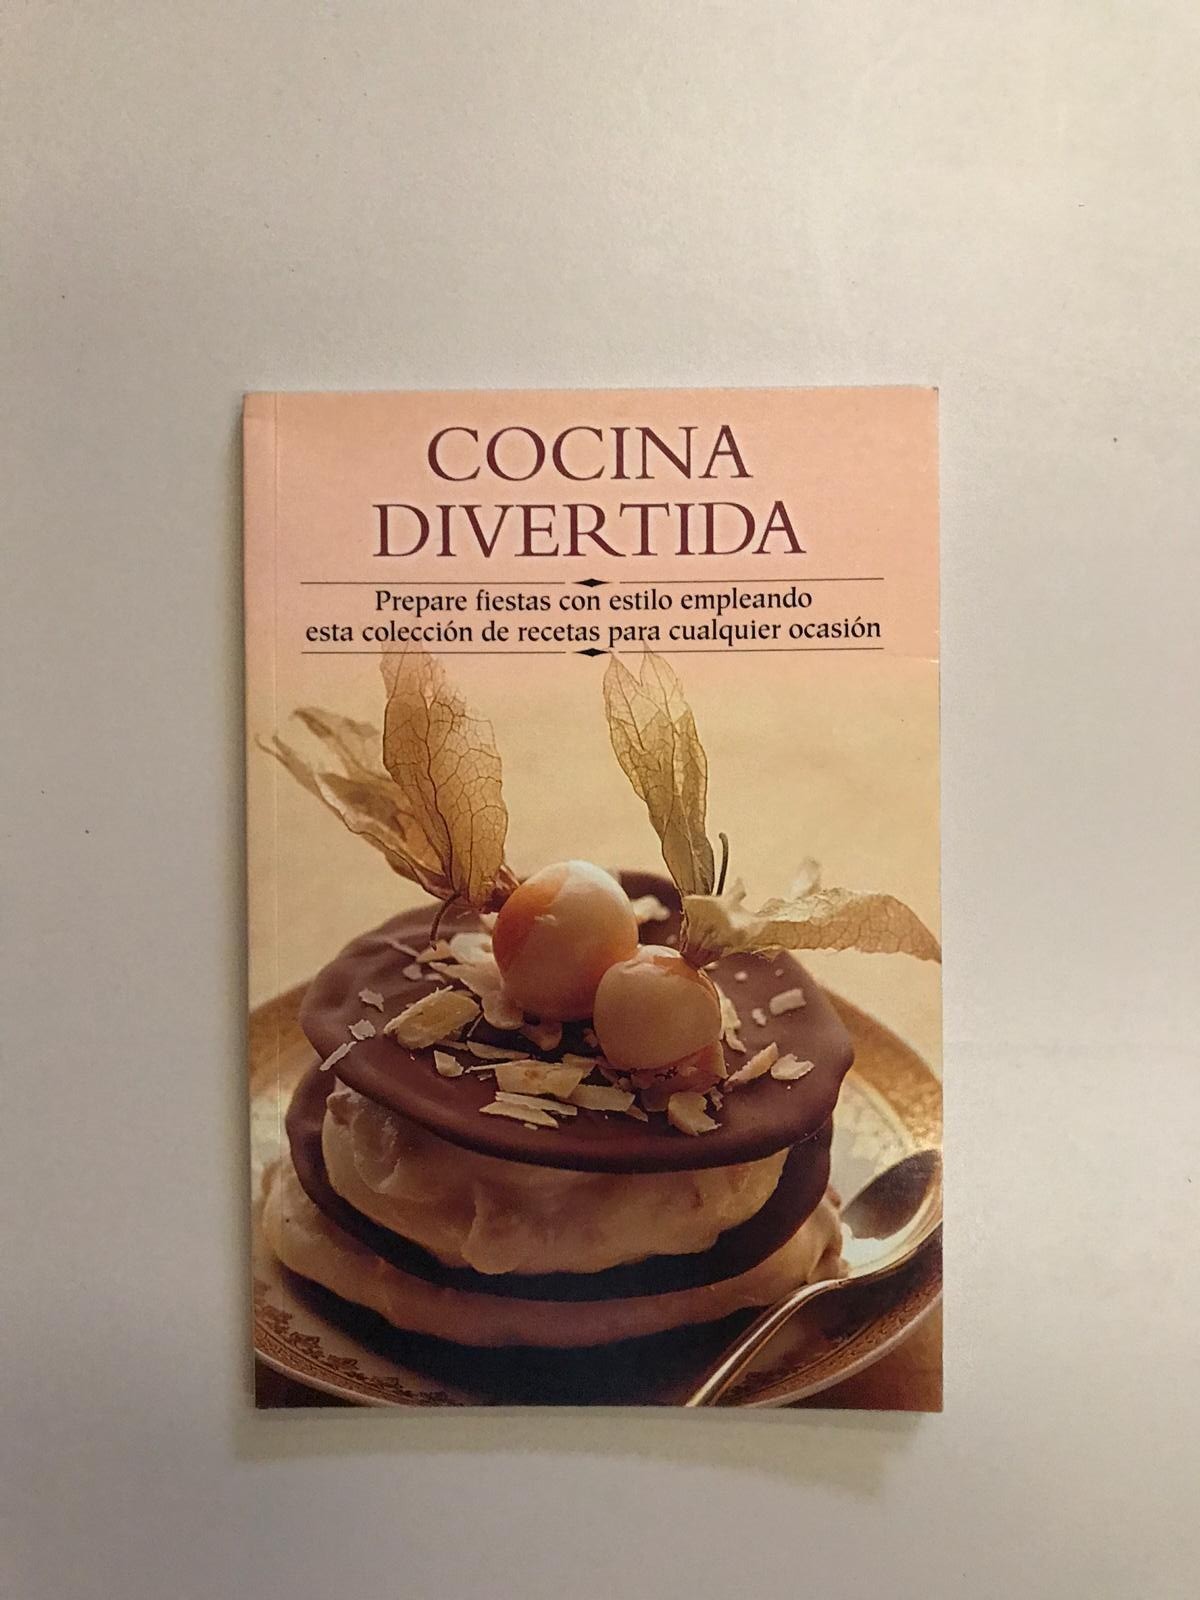 COCINA
DIVERTIDA
Prepare fiestas con estilo empleando
esta colección de recetas para cualquier ocasión